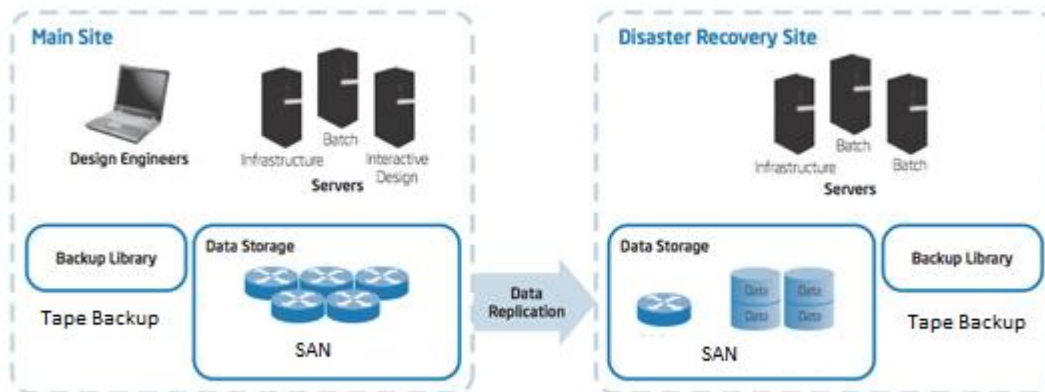 Main Site
Design Engineers
Infrastructure
Batch
Interactive
Design
Servers
Backup Library
Tape Backup
Data Storage
SAN
Data
Replication
Disaster Recovery Site
Infrastructure
Batch
Batch
Servers
Data Storage
Data Data
Data Data
SAN
Backup Library
Tape Backup